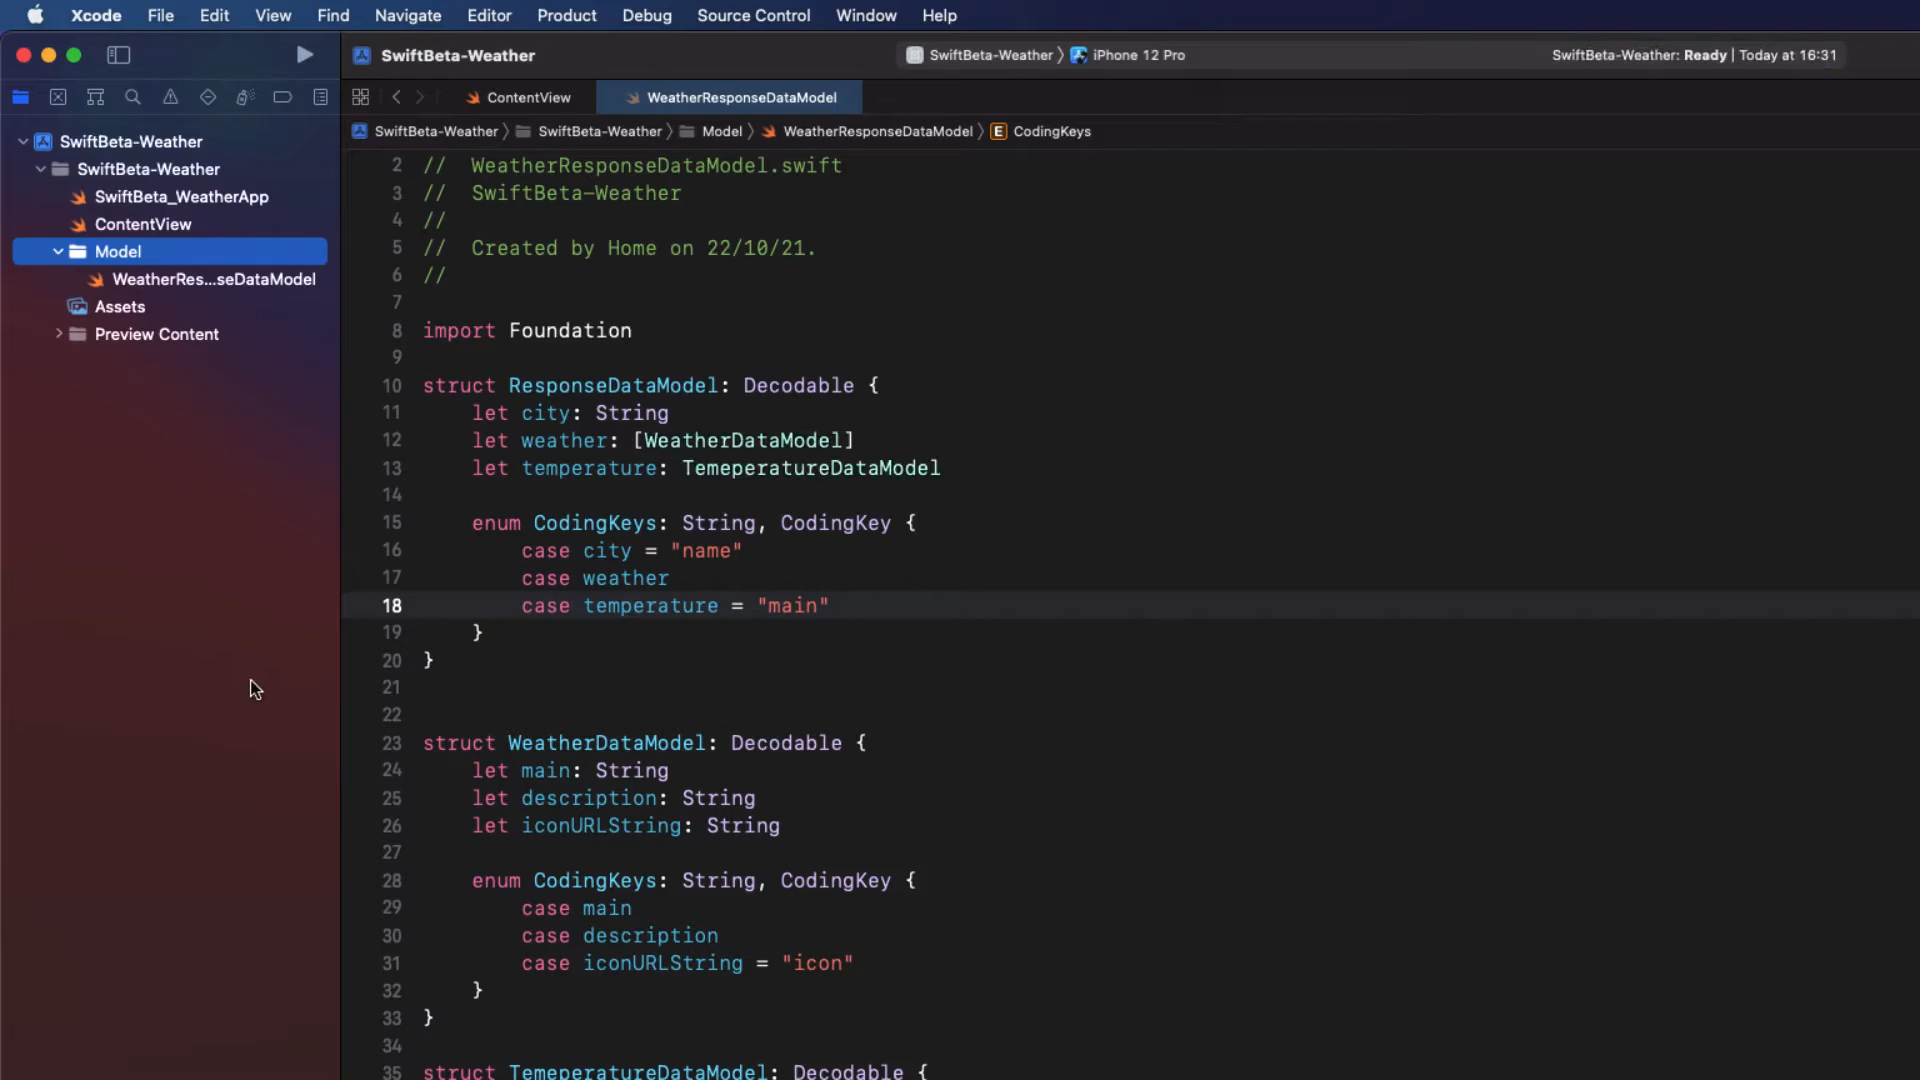 Xcode File Edit View Find Navigate Editor Product Debug Source Control Window Help
SwiftBeta-Weather
SwiftBeta-Weather 〉 iPhone 12 Pro
SwiftBeta-Weather: Ready | Today at 16:31
ContentView
WeatherResponseDataModel
SwiftBeta-Weather 〉 SwiftBeta-Weather 〉 Model 〉 WeatherResponseDataModel 〉 E CodingKeys
SwiftBeta-Weather
SwiftBeta-Weather
SwiftBeta_WeatherApp
ContentView
Model
WeatherRes...seDataModel
Assets
Preview Content
2 //  WeatherResponseDataModel.swift
3 //  SwiftBeta-Weather
4 //
5 //  Created by Home on 22/10/21.
6 //
7
8 import Foundation
9
10 struct ResponseDataModel: Decodable {
11     let city: String
12     let weather: [WeatherDataModel]
13     let temperature: TemeperatureDataModel
14
15     enum CodingKeys: String, CodingKey {
16         case city = "name"
17         case weather
18         case temperature = "main"
19     }
20 }
21
22
23 struct WeatherDataModel: Decodable {
24     let main: String
25     let description: String
26     let iconURLString: String
27
28     enum CodingKeys: String, CodingKey {
29         case main
30         case description
31         case iconURLString = "icon"
32     }
33 }
34
35 struct TemeperatureDataModel: Decodable {